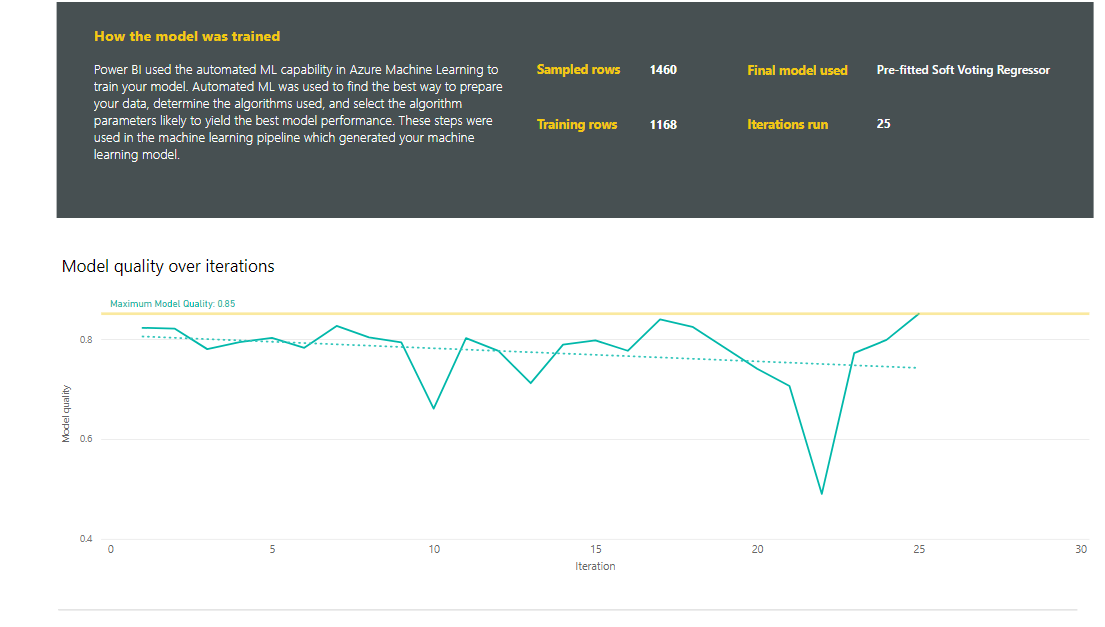 How the model was trained
Power BI used the automated ML capability in Azure Machine Learning to
train your model. Automated ML was used to find the best way to prepare
your data, determine the algorithms used, and select the algorithm
parameters likely to yield the best model performance. These steps were
used in the machine learning pipeline which generated your machine
learning model.
Sampled rows 1460
Final model used Pre-fitted Soft Voting Regressor
Training rows 1168
Iterations run 25
Model quality over iterations
Maximum Model Quality: 0.85
0.8
0.6
0.4
Model quality
0 5 10 15 20 25 30
Iteration